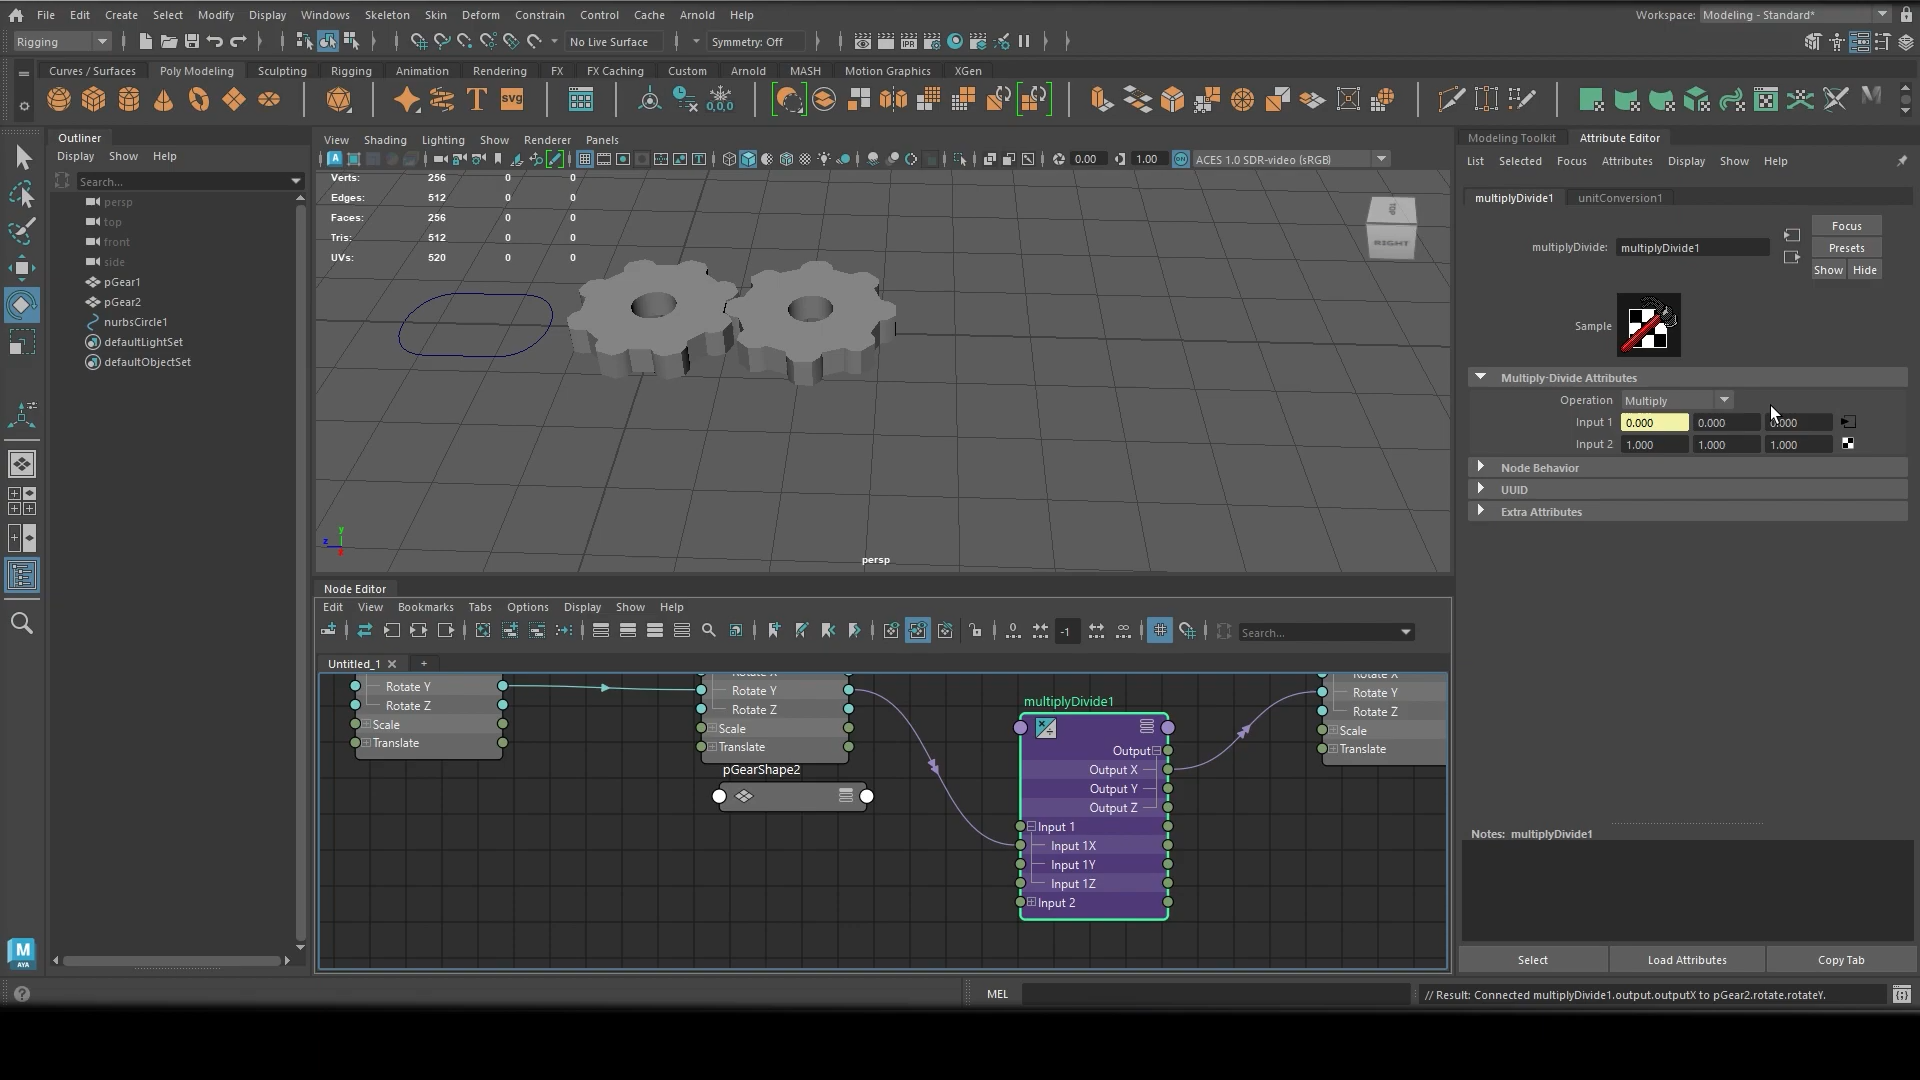 File Edit Create Select Modify Display Windows Skeleton Skin Deform Constrain Control Cache Arnold Help Workspace: Modeling - Standard*
Rigging No Live Surface Symmetry: Off
Curves / Surfaces Poly Modeling Sculpting Rigging Animation Rendering FX FX Caching Custom Arnold MASH Motion Graphics XGen
Outliner
Display Show Help
Search...
persp
top
front
side
pGear1
pGear2
nurbsCircle1
defaultLightSet
defaultObjectSet
View Shading Lighting Show Renderer Panels
0.00 1.00 ACES 1.0 SDR-video (sRGB)
Verts: 256 0 0
Edges: 512 0 0
Faces: 256 0 0
Tris: 512 0 0
UVs: 520 0 0
TOP
RIGHT
persp
Node Editor
Edit View Bookmarks Tabs Options Display Show Help
-1 Search...
Untitled_1
Rotate Y
Rotate Z
Scale
Translate
Rotate X
Rotate Y
Rotate Z
Scale
Translate
pGearShape2
multiplyDivide1
Output
Output X
Output Y
Output Z
Input 1
Input 1X
Input 1Y
Input 1Z
Input 2
Rotate X
Rotate Y
Rotate Z
Scale
Translate
Modeling Toolkit Attribute Editor
List Selected Focus Attributes Display Show Help
multiplyDivide1 unitConversion1
multiplyDivide: multiplyDivide1
Focus
Presets
Show Hide
Sample
Multiply-Divide Attributes
Operation Multiply
Input 1 0.000 0.000 0.000
Input 2 1.000 1.000 1.000
Node Behavior
UUID
Extra Attributes
Notes: multiplyDivide1
Select Load Attributes Copy Tab
MEL // Result: Connected multiplyDivide1.output.outputX to pGear2.rotate.rotateY.